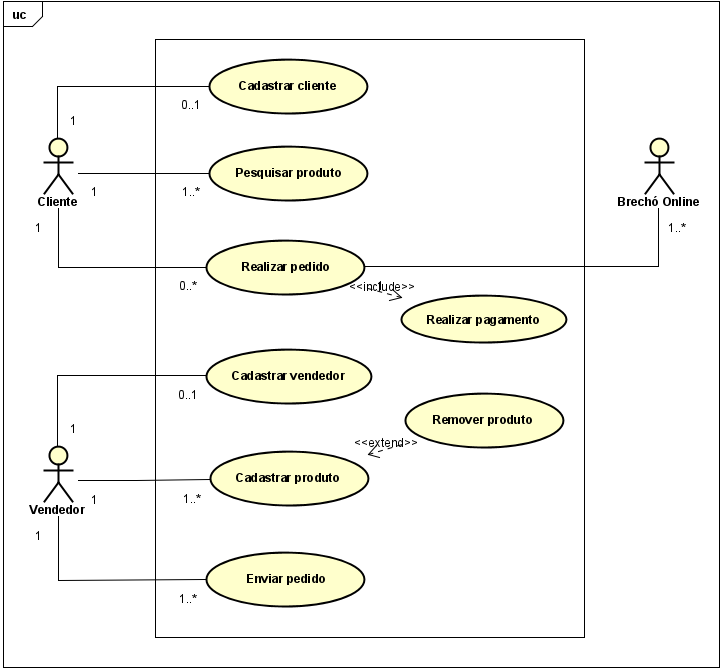 uc
Cadastrar cliente
0..1
1
Pesquisar produto
1
1..*
Cliente
Brechó Online
1
1..*
Realizar pedido
0..*
<<include>>
1
Realizar pagamento
Cadastrar vendedor
0..1
1
Remover produto
<<extend>>
Cadastrar produto
1
1..*
Vendedor
1
Enviar pedido
1..*